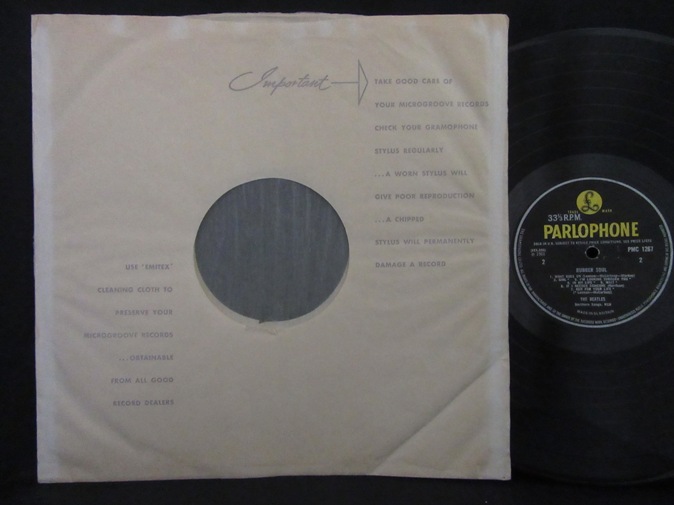 Important
TAKE GOOD CARE OF
YOUR MICROGROOVE RECORDS
CHECK YOUR GRAMOPHONE
STYLUS REGULARLY
...A WORN STYLUS WILL
GIVE POOR REPRODUCTION
...A CHIPPED
STYLUS WILL PERMANENTLY
DAMAGE A RECORD
USE "EMITEX"
CLEANING CLOTH TO
PRESERVE YOUR
MICROGROOVE RECORDS
...OBTAINABLE
FROM ALL GOOD
RECORD DEALERS
33⅓ R.P.M.
PARLOPHONE
PMC 1267
2 2
RUBBER SOUL
THE BEATLES